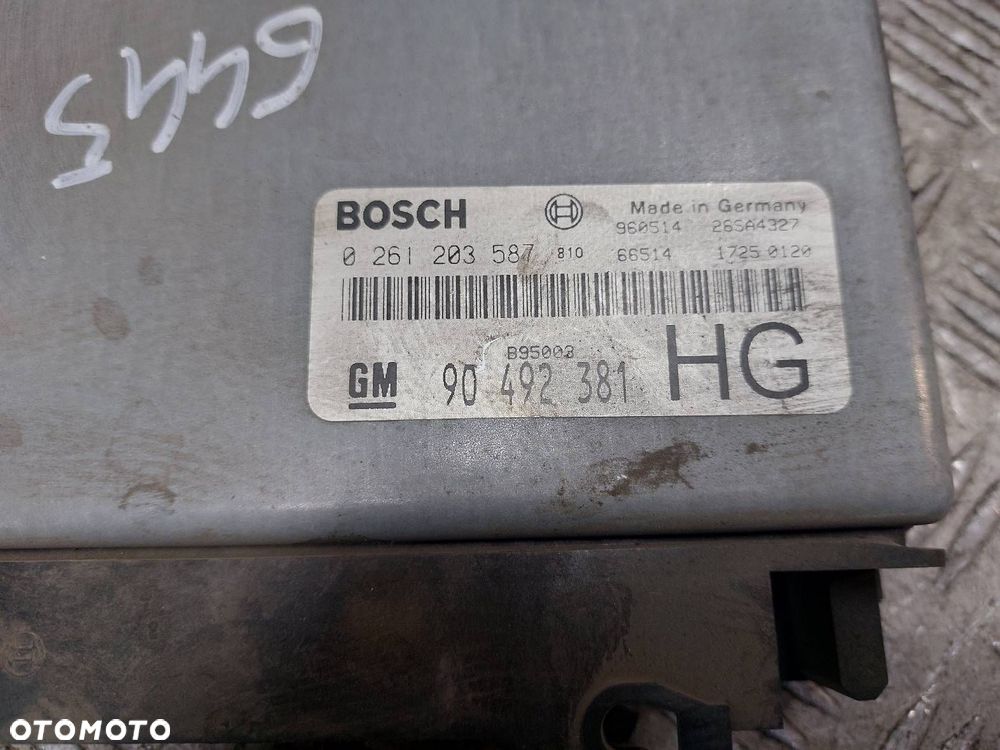 6443
BOSCH Made in Germany
960514 26SA4327
0 261 203 587 810 66514 1725 0120
B95003
GM 90 492 381 HG
OTOMOTO